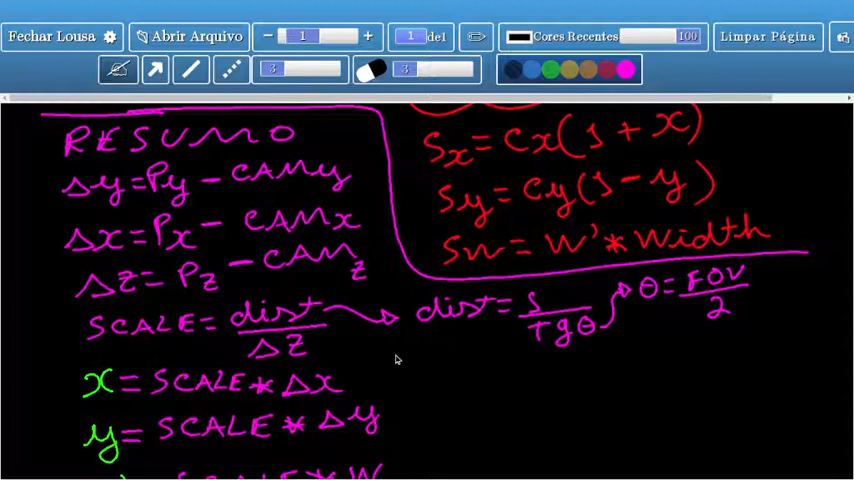 Fechar Lousa Abrir Arquivo 1 1 de1 Cores Recentes 100 Limpar Página
3 3
RESUMO
Δy=Py - CAMy
Δx=Px - CAMx
Δz=Pz - CAMz
SCALE= dist/Δz → dist= 1/Tgθ → θ= FOV/2
x=SCALE*Δx
y=SCALE*Δy
=SCALE*W
Sx=Cx(1+x)
Sy=Cy(1-y)
Sw=W'*Width